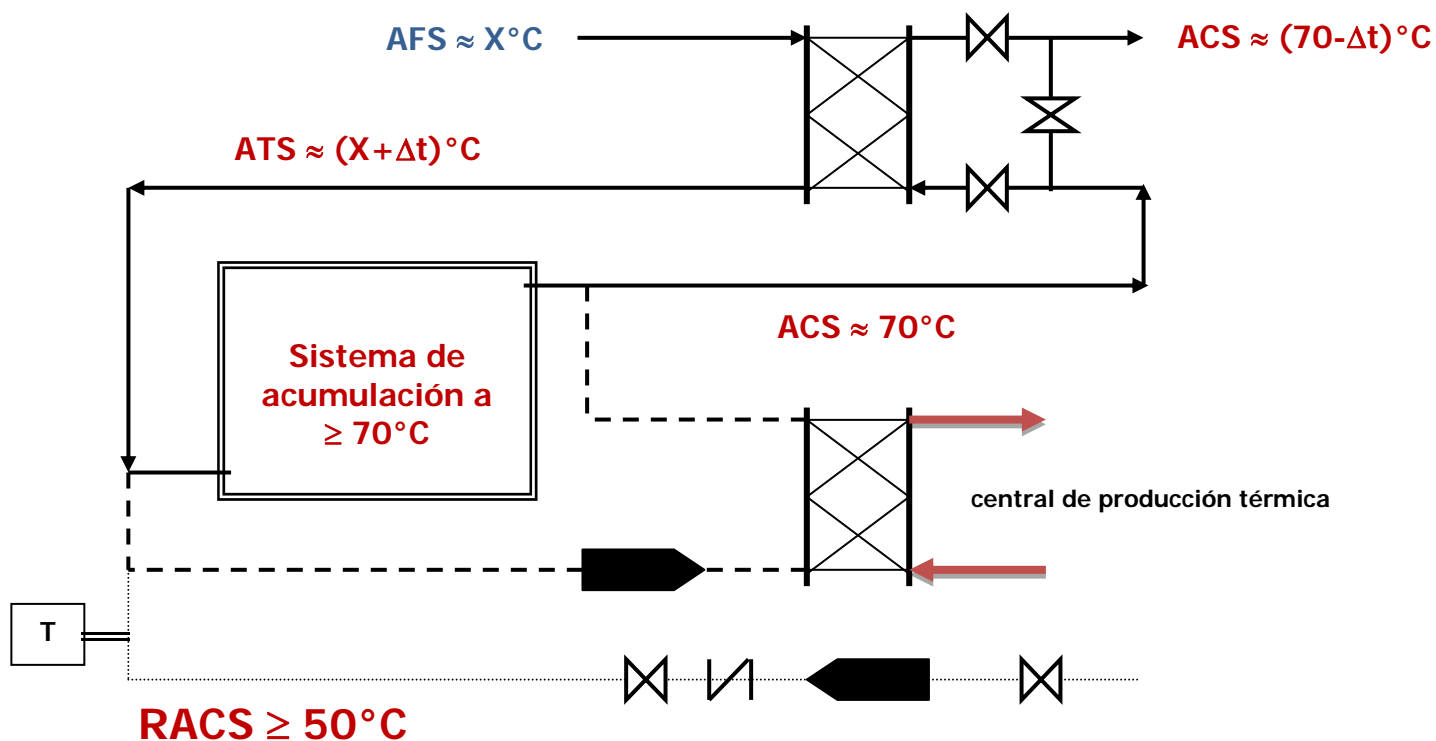 AFS ≈ X°C
ACS ≈ (70-Δt)°C
ATS ≈ (X+Δt)°C
ACS ≈ 70°C
Sistema de
acumulación a
≥ 70°C
central de producción térmica
T
RACS ≥ 50°C